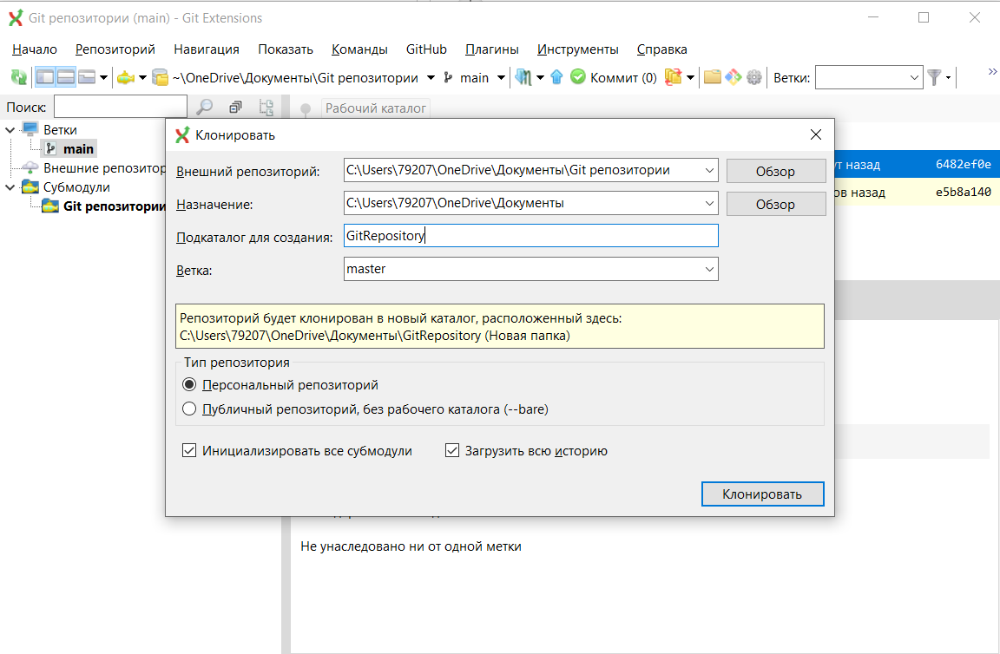 Git репозитории (main) - Git Extensions
Начало Репозиторий Навигация Показать Команды GitHub Плагины Инструменты Справка
~\OneDrive\Документы\Git репозитории main Коммит (0) Ветки:
Поиск: Рабочий каталог
Ветки
main
Внешние репозитор
Субмодули
Git репозитории
ут назад 6482ef0e
ов назад e5b8a140
Клонировать
Внешний репозиторий: C:\Users\79207\OneDrive\Документы\Git репозитории Обзор
Назначение: C:\Users\79207\OneDrive\Документы Обзор
Подкаталог для создания: GitRepository
Ветка: master
Репозиторий будет клонирован в новый каталог, расположенный здесь:
C:\Users\79207\OneDrive\Документы\GitRepository (Новая папка)
Тип репозитория
Персональный репозиторий
Публичный репозиторий, без рабочего каталога (--bare)
Инициализировать все субмодули Загрузить всю историю
Клонировать
Не унаследовано ни от одной метки